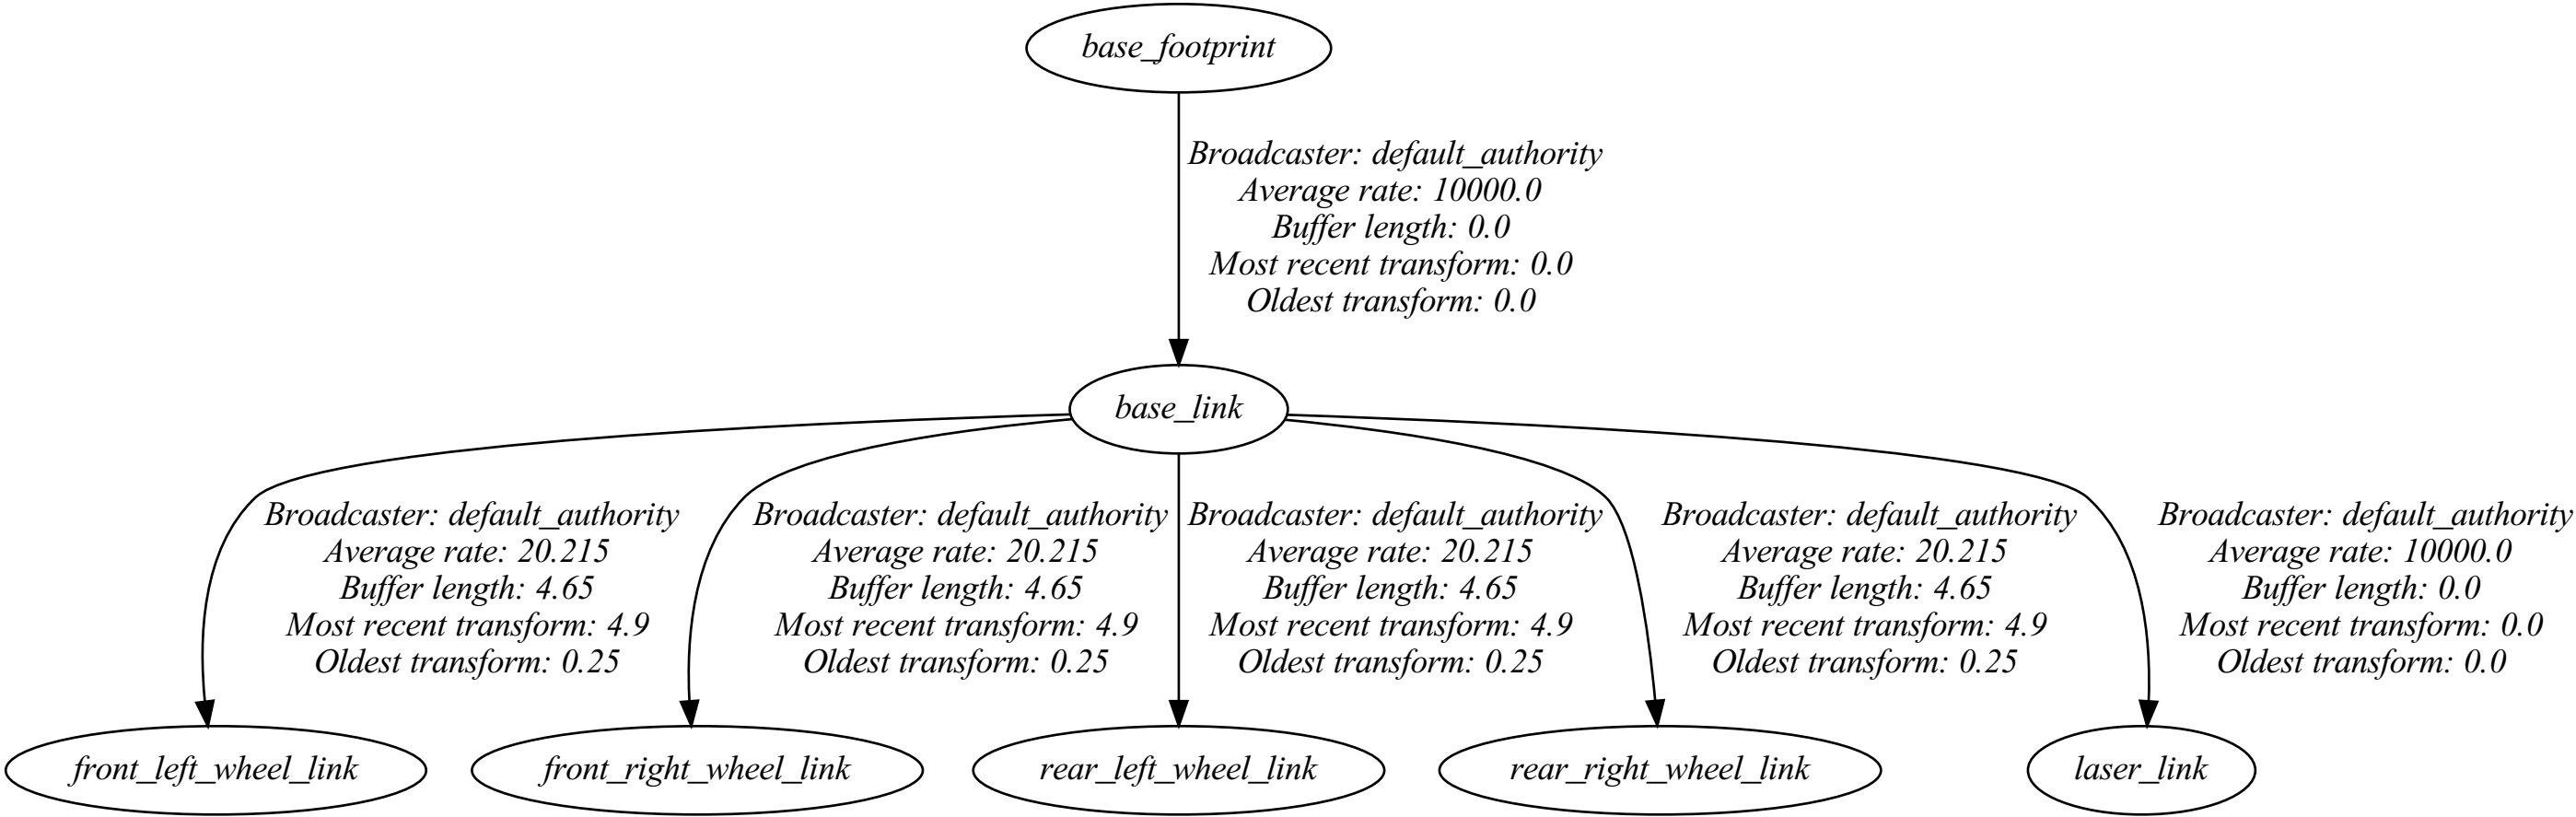 base_footprint
Broadcaster: default_authority
Average rate: 10000.0
Buffer length: 0.0
Most recent transform: 0.0
Oldest transform: 0.0
base_link
Broadcaster: default_authority
Average rate: 20.215
Buffer length: 4.65
Most recent transform: 4.9
Oldest transform: 0.25
Broadcaster: default_authority
Average rate: 20.215
Buffer length: 4.65
Most recent transform: 4.9
Oldest transform: 0.25
Broadcaster: default_authority
Average rate: 20.215
Buffer length: 4.65
Most recent transform: 4.9
Oldest transform: 0.25
Broadcaster: default_authority
Average rate: 20.215
Buffer length: 4.65
Most recent transform: 4.9
Oldest transform: 0.25
Broadcaster: default_authority
Average rate: 10000.0
Buffer length: 0.0
Most recent transform: 0.0
Oldest transform: 0.0
front_left_wheel_link
front_right_wheel_link
rear_left_wheel_link
rear_right_wheel_link
laser_link